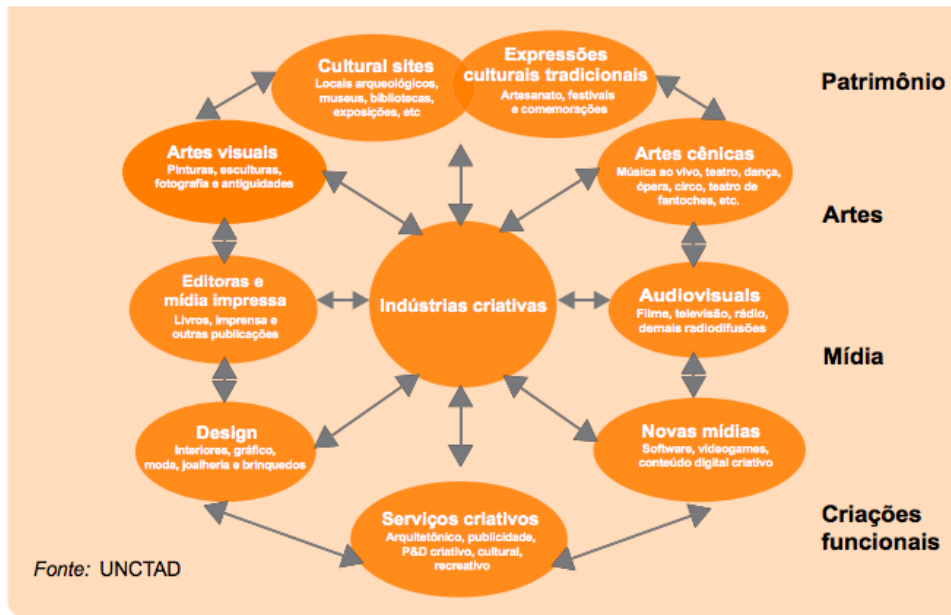 Cultural sites
Locais arqueológicos,
museus, bibliotecas,
exposições, etc
Expressões
culturais tradicionais
Artesanato, festivais
e comemorações
Patrimônio
Artes visuais
Pinturas, esculturas,
fotografia e antiguidades
Artes cênicas
Música ao vivo, teatro, dança,
ópera, circo, teatro de
fantoches, etc.
Artes
Editoras e
mídia impressa
Livros, imprensa e
outras publicações
Indústrias criativas
Audiovisuais
Filme, televisão, rádio,
demais radiodifusões
Mídia
Design
Interiores, gráfico,
moda, joalheria e brinquedos
Novas mídias
Software, videogames,
conteúdo digital criativo
Serviços criativos
Arquitetônico, publicidade,
P&D criativo, cultural,
recreativo
Criações
funcionais
Fonte: UNCTAD